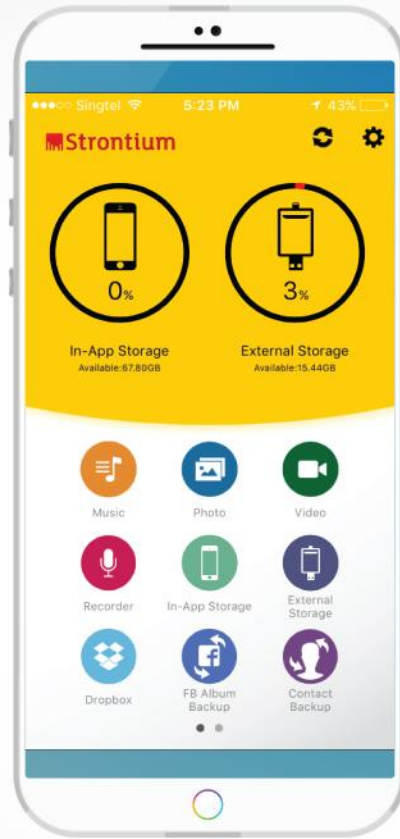 Singtel 5:23 PM 43%
Strontium
0% 3%
In-App Storage External Storage
Available:67.80GB Available:15.44GB
Music Photo Video
Recorder In-App Storage External
Storage
Dropbox FB Album Contact
Backup Backup